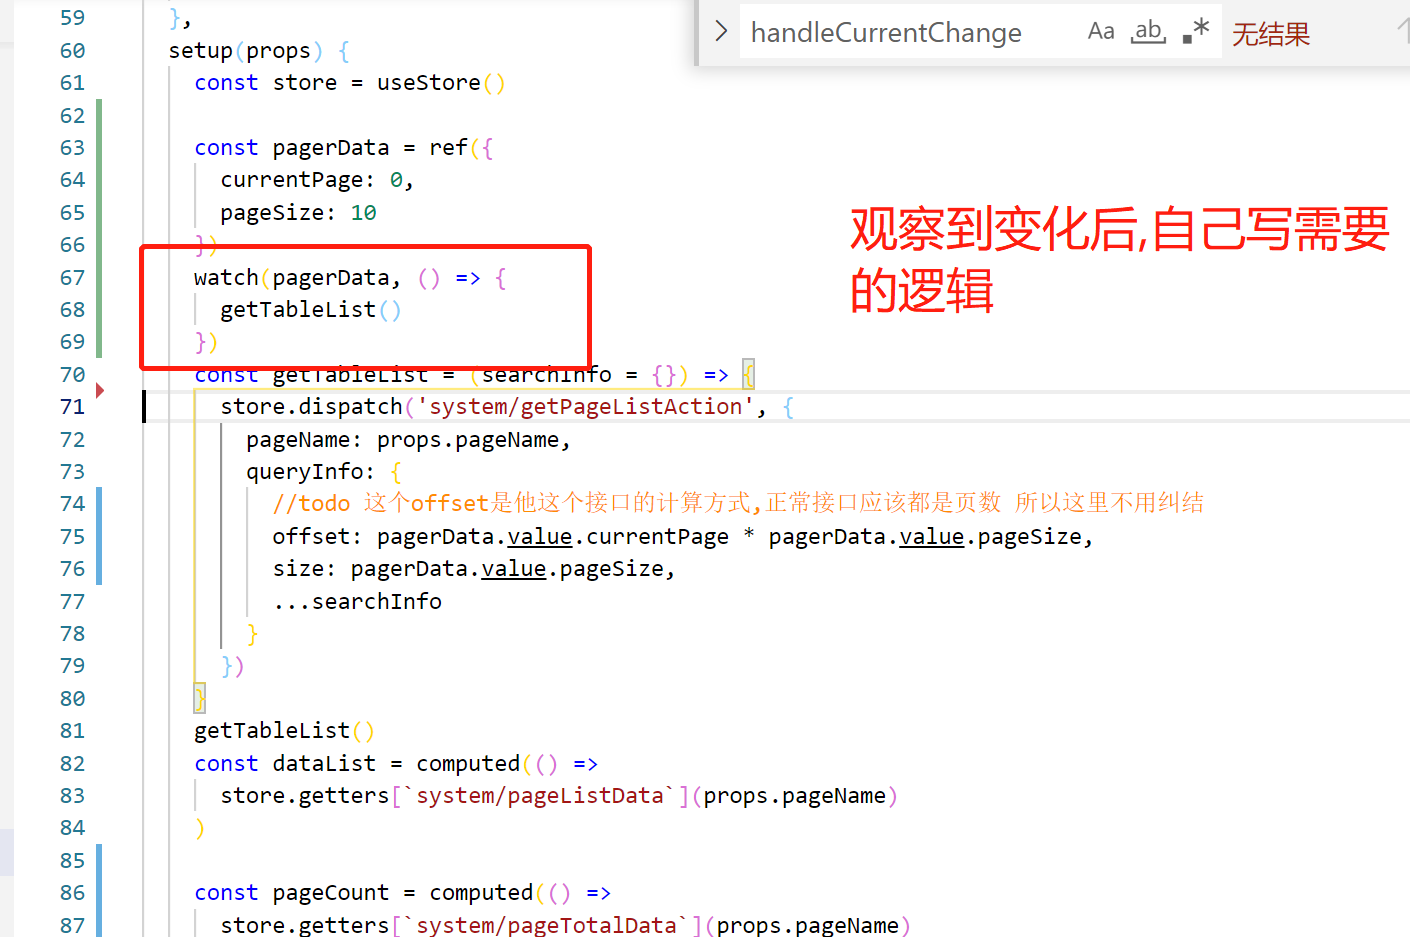 handleCurrentChange Aa ab .* 无结果
59 },
60 setup(props) {
61 const store = useStore()
62
63 const pagerData = ref({
64 currentPage: 0,
65 pageSize: 10
66 })
67 watch(pagerData, () => {
68 getTableList()
69 })
观察到变化后,自己写需要
的逻辑
70 const getTableList = (searchInfo = {}) => {
71 store.dispatch('system/getPageListAction', {
72 pageName: props.pageName,
73 queryInfo: {
74 //todo 这个offset是他这个接口的计算方式,正常接口应该都是页数 所以这里不用纠结
75 offset: pagerData.value.currentPage * pagerData.value.pageSize,
76 size: pagerData.value.pageSize,
77 ...searchInfo
78 }
79 })
80 }
81 getTableList()
82 const dataList = computed(() =>
83 store.getters[`system/pageListData`](props.pageName)
84 )
85
86 const pageCount = computed(() =>
87 store.getters[`system/pageTotalData`](props.pageName)